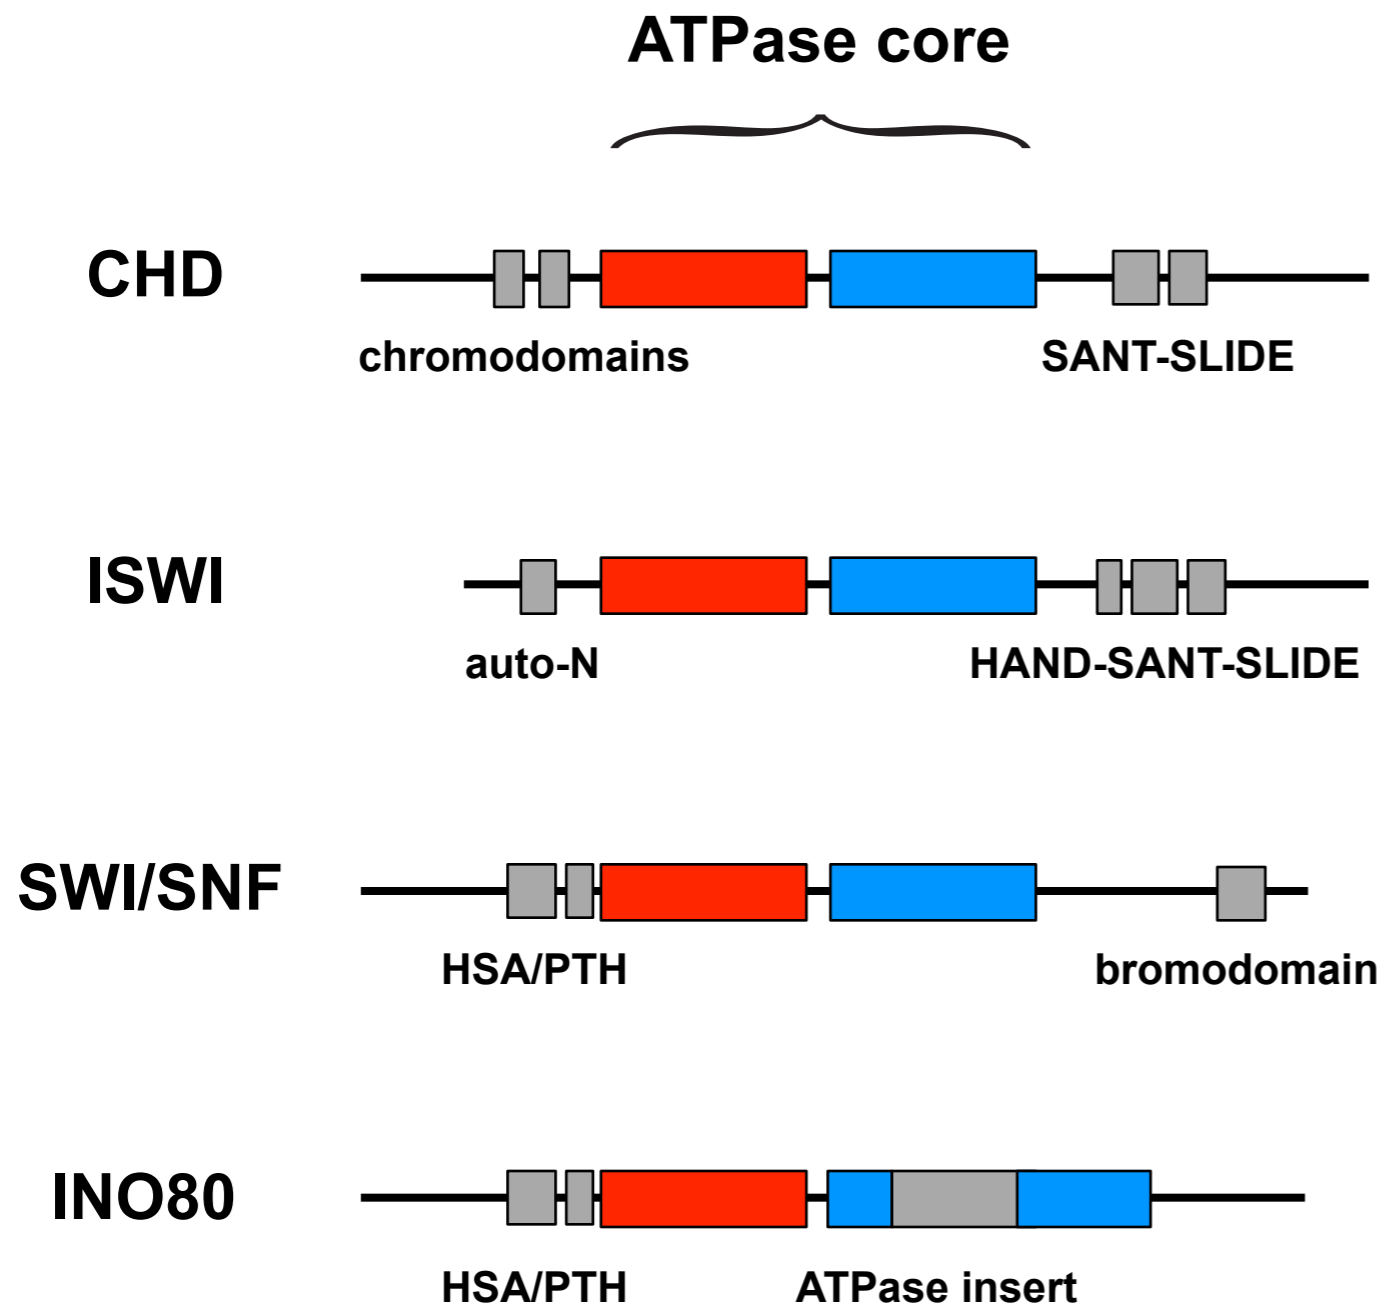 ATPase core
CHD
chromodomains
SANT-SLIDE
ISWI
auto-N
HAND-SANT-SLIDE
SWI/SNF
HSA/PTH
bromodomain
INO80
HSA/PTH
ATPase insert